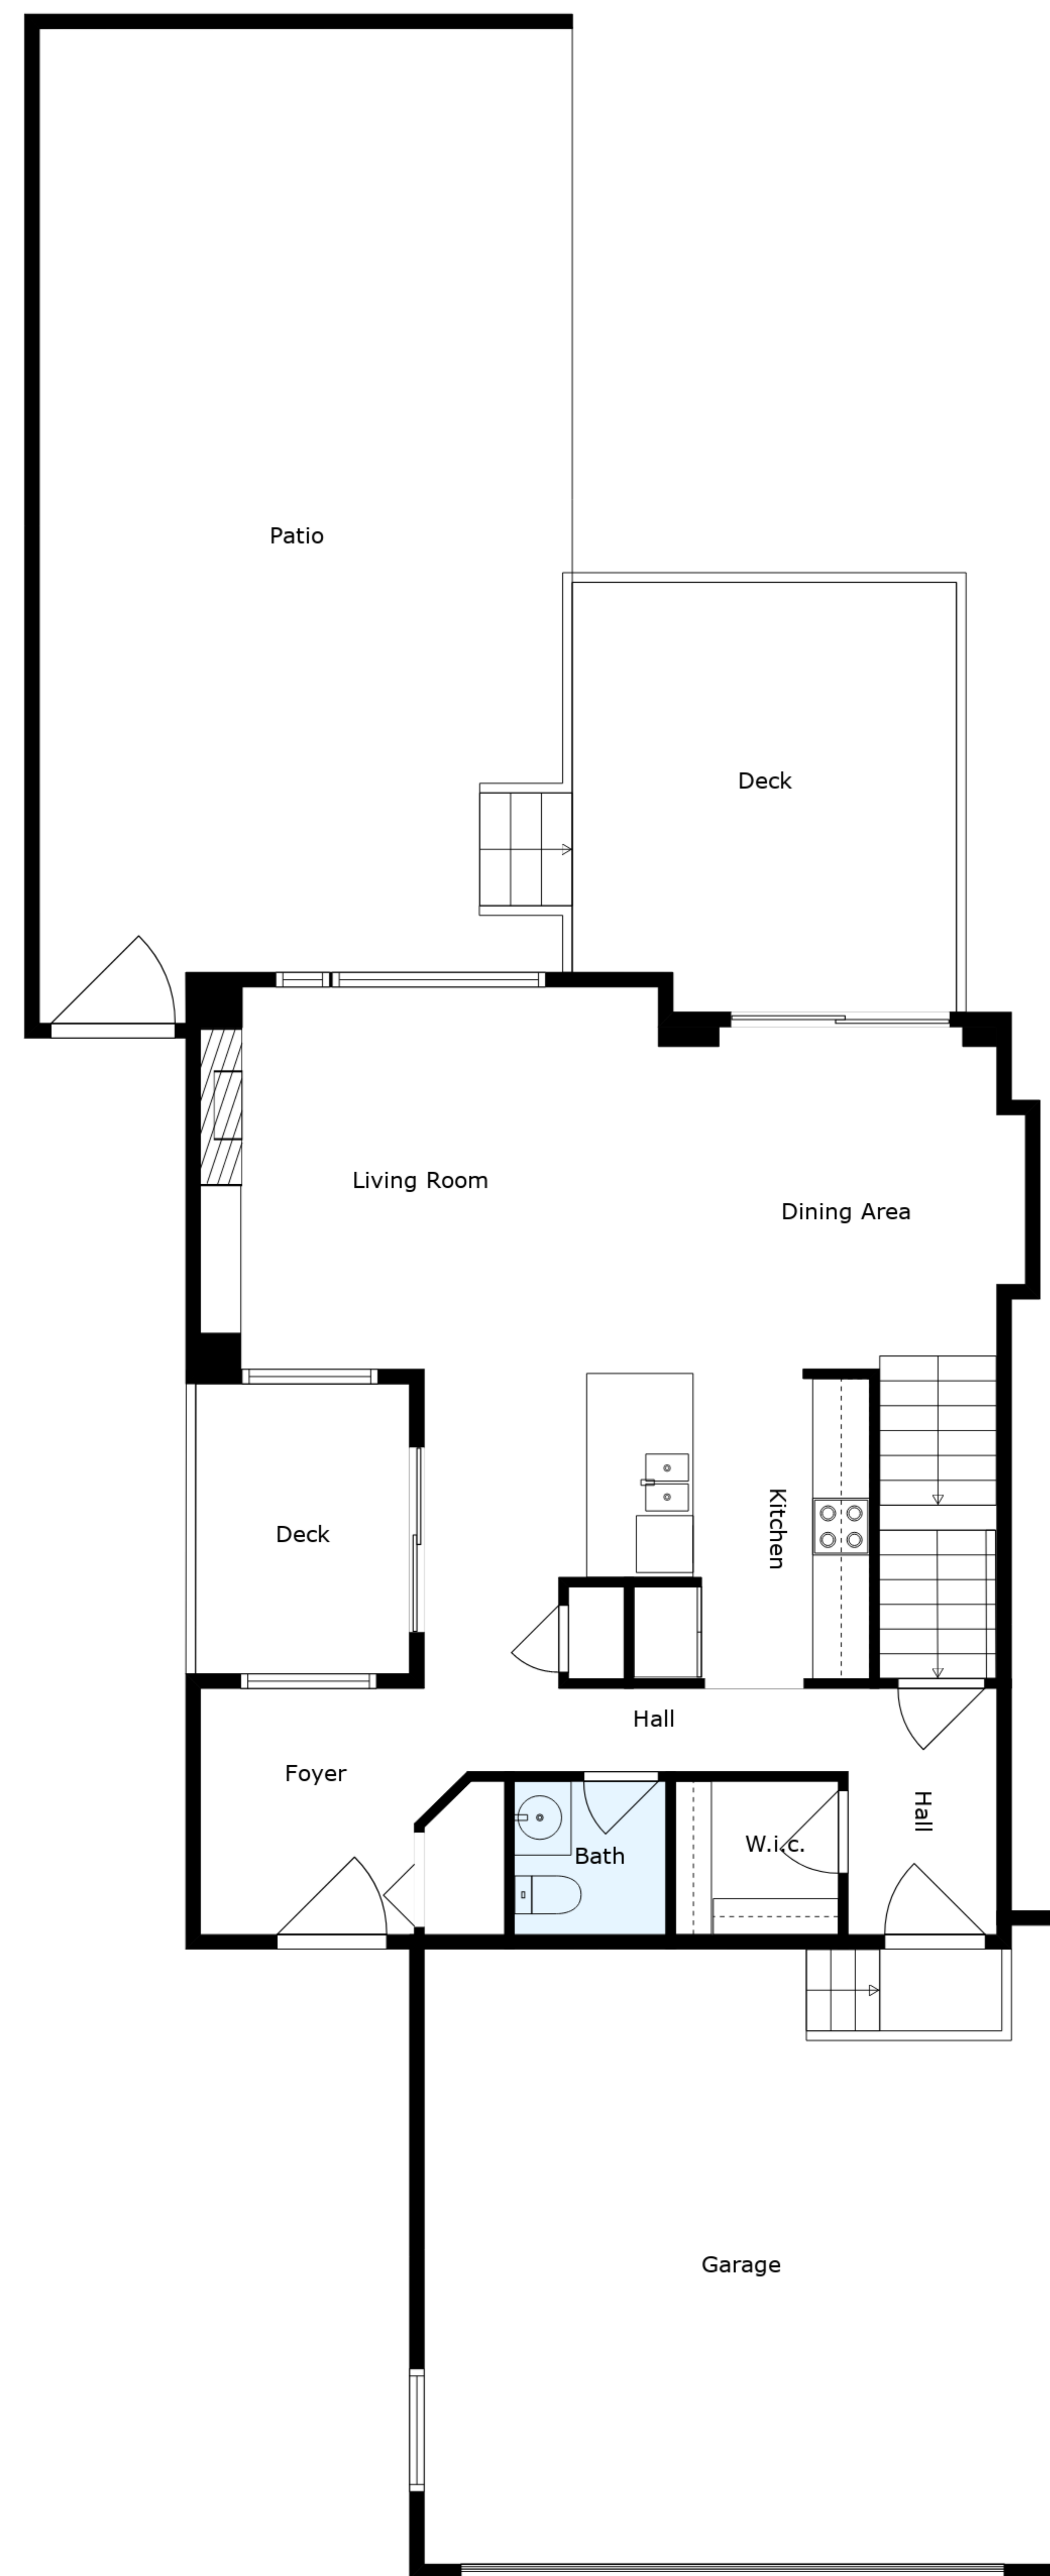 Patio
Deck
Living Room
Dining Area
Kitchen
Deck
Hall
Foyer
Hall
W.i.c.
Bath
Garage